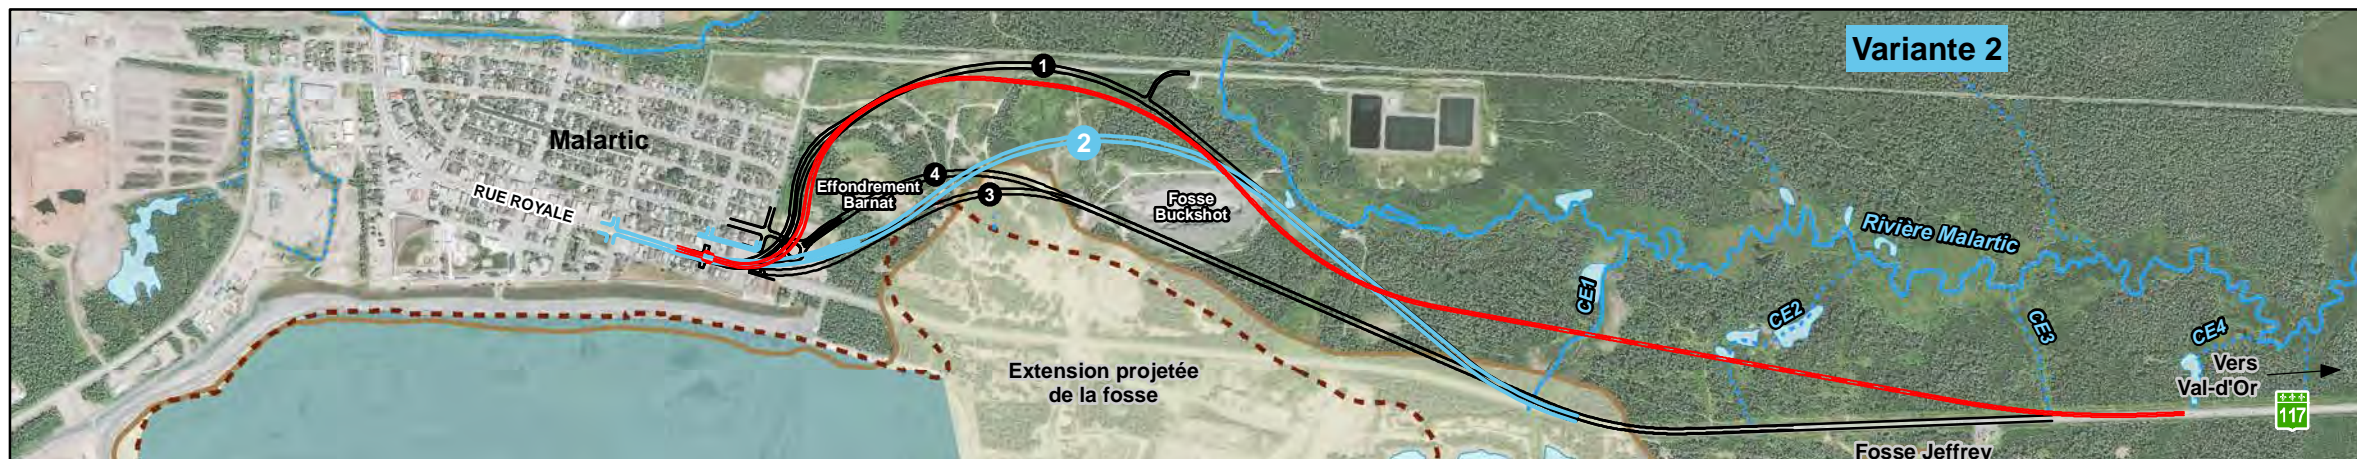 Variante 2
1
Malartic
2
4
Effondrement
Barnat
3
Fosse
Buckshot
RUE ROYALE
Rivière Malartic
CE1
CE2
CE3
CE4
Extension projetée
de la fosse
Vers
Val-d'Or
117
Fosse Jeffrey